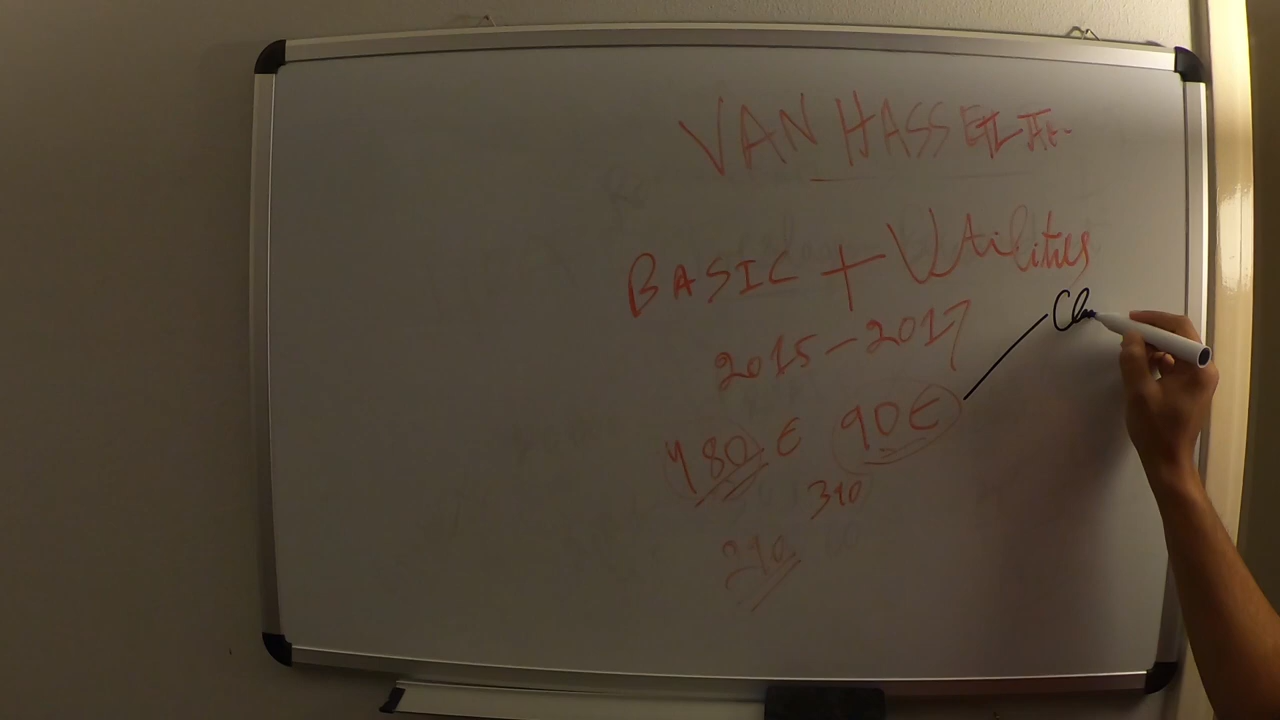 VAN HASSELT
BASIC + Utilities
2015-2017
480 € 90€
310
210